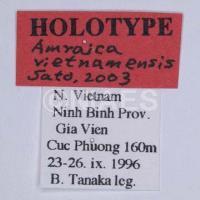 HOLOTYPE
Amraica
vietnamensis
Sato, 2003
N. Vietnam
Ninh Binh Prov.
Gia Vien
Cuc Phuong 160m
23-26. ix. 1996
B. Tanaka leg.